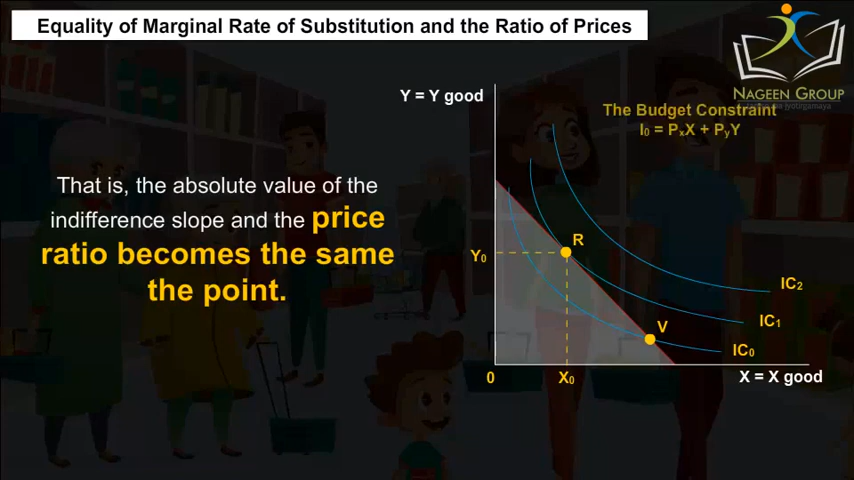 Equality of Marginal Rate of Substitution and the Ratio of Prices
NAGEEN GROUP
Jyotirgamaya
Y = Y good
The Budget Constraint
I₀ = PₓX + PᵧY
That is, the absolute value of the
indifference slope and the price
ratio becomes the same
the point.
R
Y₀
IC₂
IC₁
V
IC₀
0
X₀
X = X good